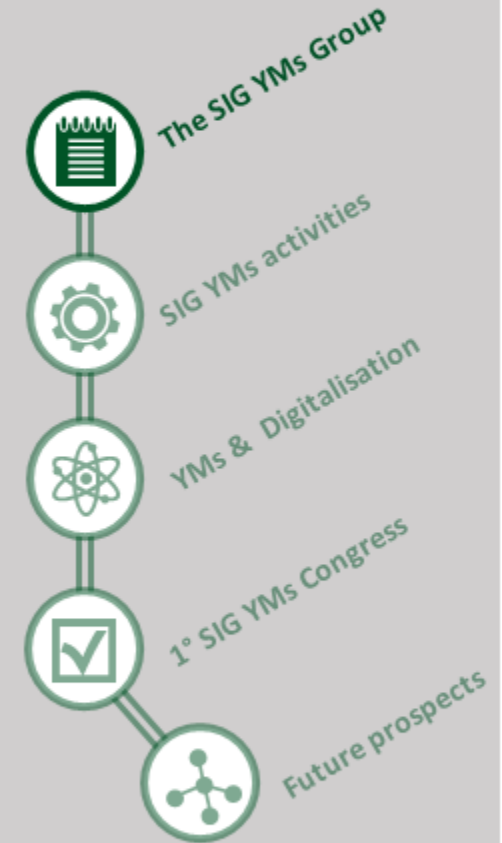 The SIG YMs Group
SIG YMs activities
YMs & Digitalisation
1° SIG YMs Congress
Future prospects